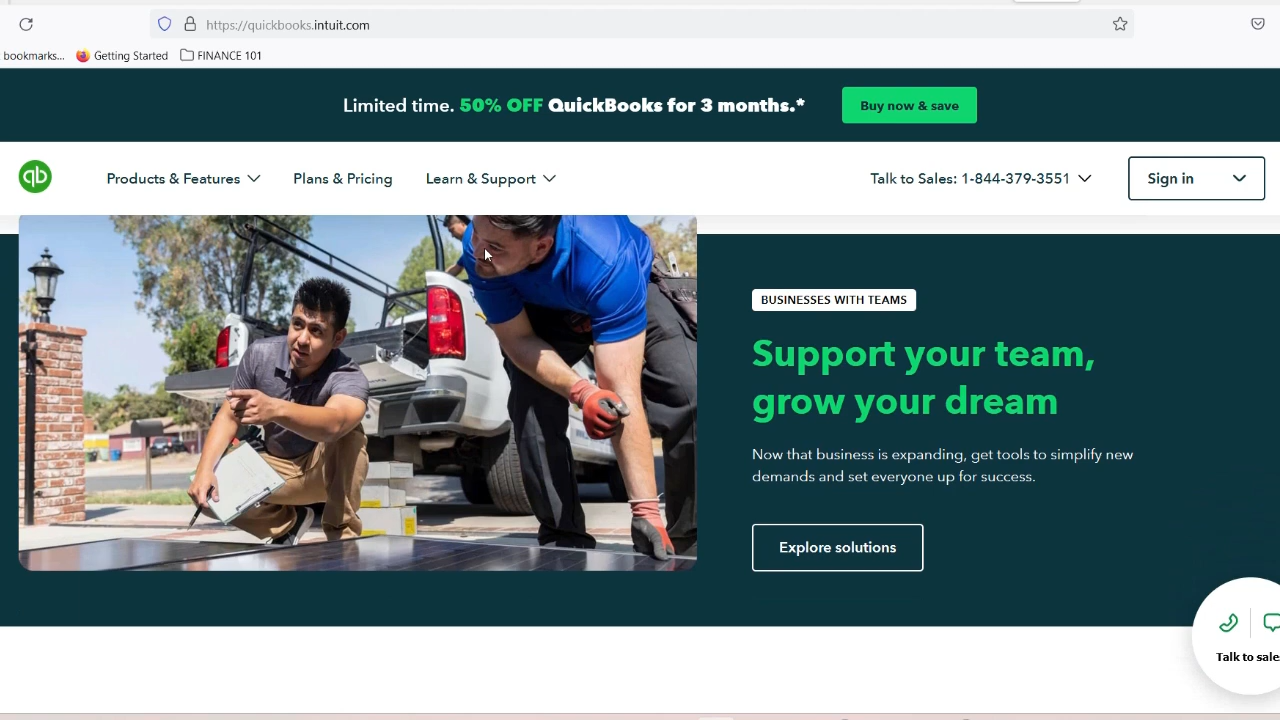 https://quickbooks.intuit.com
bookmarks...
Getting Started
FINANCE 101
Limited time. 50% OFF QuickBooks for 3 months.*
Buy now & save
qb
Products & Features
Plans & Pricing
Learn & Support
Talk to Sales: 1-844-379-3551
Sign in
BUSINESSES WITH TEAMS
Support your team,
grow your dream
Now that business is expanding, get tools to simplify new
demands and set everyone up for success.
Explore solutions
Talk to sale